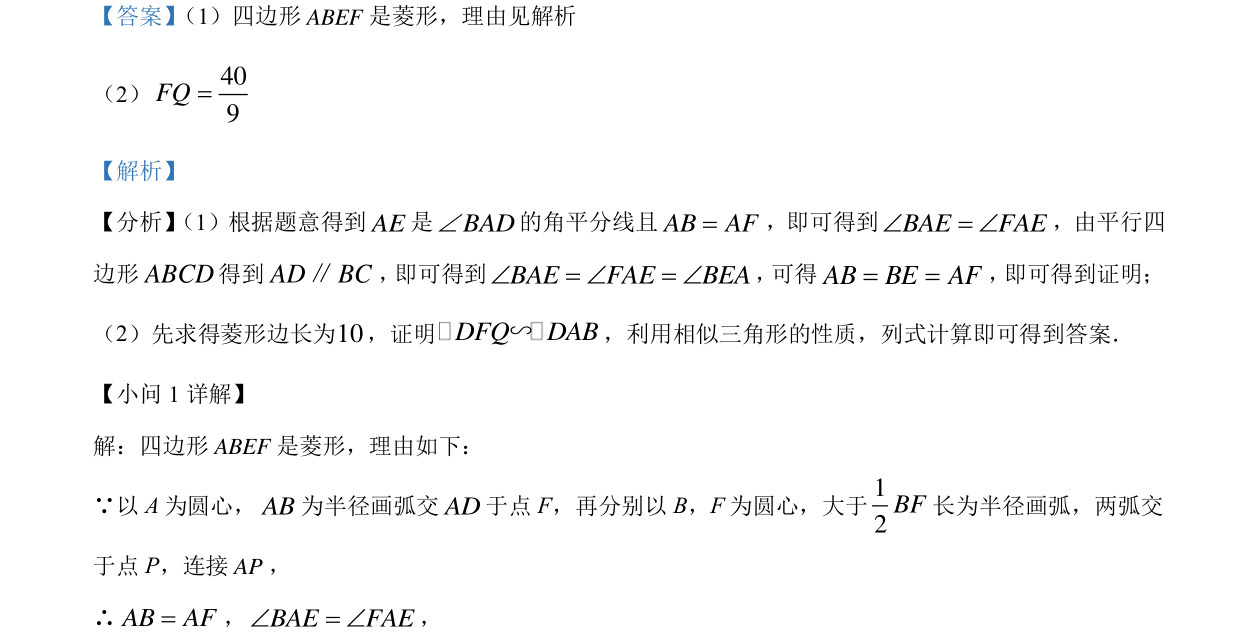 【答案】（1）四边形 ABEF 是菱形，理由见解析
（2）FQ = 40/9
【解析】
【分析】（1）根据题意得到 AE 是 ∠BAD 的角平分线且 AB = AF，即可得到 ∠BAE = ∠FAE，由平行四
边形 ABCD 得到 AD // BC，即可得到 ∠BAE = ∠FAE = ∠BEA，可得 AB = BE = AF，即可得到证明；
（2）先求得菱形边长为10，证明□DFQ∽□DAB，利用相似三角形的性质，列式计算即可得到答案．
【小问 1 详解】
解：四边形 ABEF 是菱形，理由如下：
∵以 A 为圆心， AB 为半径画弧交 AD 于点 F，再分别以 B，F 为圆心，大于 1/2 BF 长为半径画弧，两弧交
于点 P，连接 AP，
∴ AB = AF，∠BAE = ∠FAE，